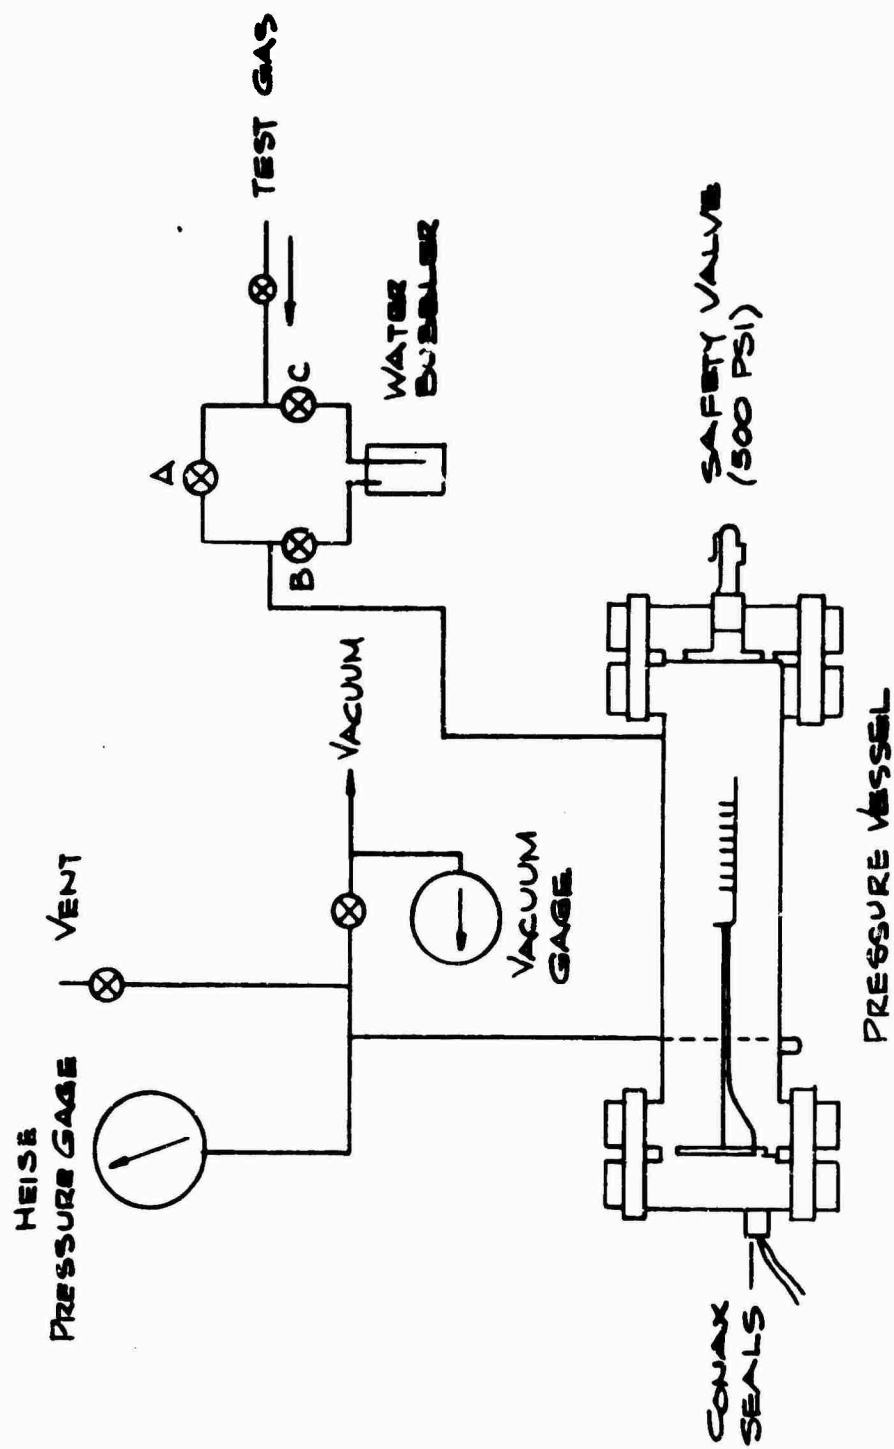 HEISE
PRESSURE GAGE
VENT
VACUUM
VACUUM
GAGE
A
B
C
TEST GAS
WATER
BUBBLER
CONAX
SEALS
PRESSURE VESSEL
SAFETY VALVE
(500 PSI)